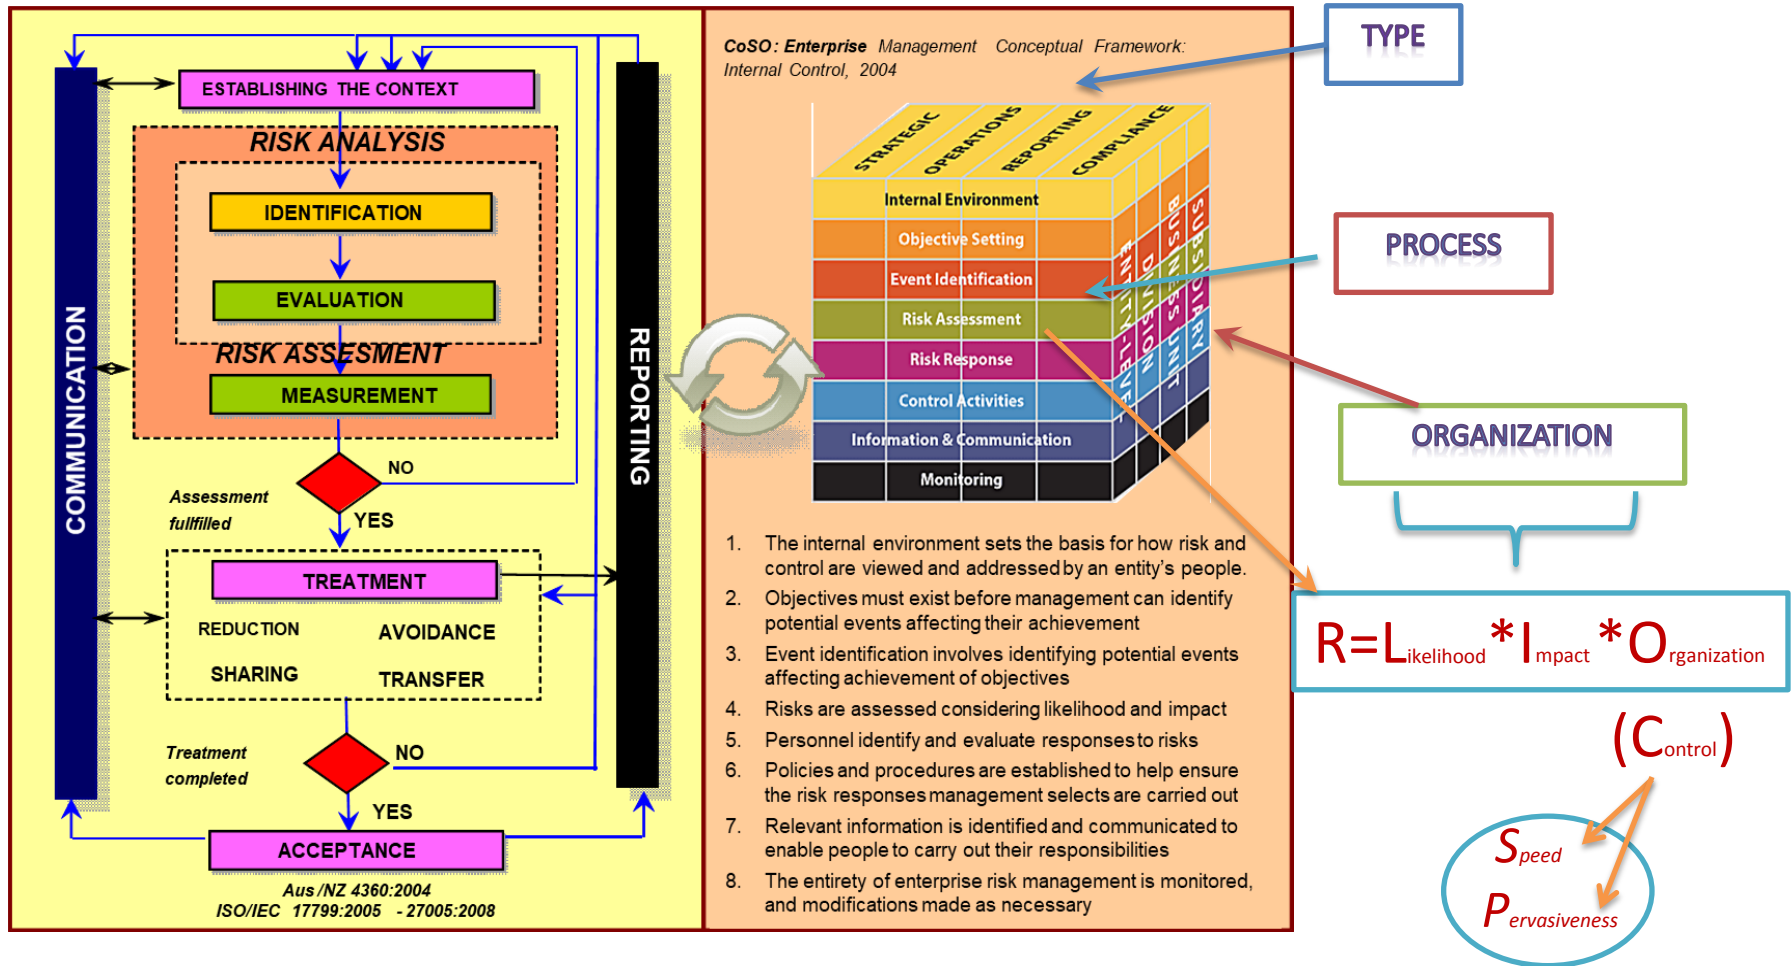 ESTABLISHING THE CONTEXT
RISK ANALYSIS
IDENTIFICATION
EVALUATION
RISK ASSESMENT
MEASUREMENT
NO
Assessment
fullfilled
YES
TREATMENT
REDUCTION
AVOIDANCE
SHARING
TRANSFER
Treatment
completed
NO
YES
ACCEPTANCE
Aus /NZ 4360:2004
ISO/IEC 17799:2005 - 27005:2008
COMMUNICATION
REPORTING
CoSO : Enterprise Management Conceptual Framework:
Internal Control, 2004
STRATEGIC
OPERATIONS
REPORTING
COMPLIANCE
Internal Environment
Objective Setting
Event Identification
Risk Assessment
Risk Response
Control Activities
Information & Communication
Monitoring
ENTITY-LEVEL
DIVISION
BUSINESS UNIT
SUBSIDIARY
1. The internal environment sets the basis for how risk and
control are viewed and addressed by an entity's people.
2. Objectives must exist before management can identify
potential events affecting their achievement
3. Event identification involves identifying potential events
affecting achievement of objectives
4. Risks are assessed considering likelihood and impact
5. Personnel identify and evaluate responses to risks
6. Policies and procedures are established to help ensure
the risk responses management selects are carried out
7. Relevant information is identified and communicated to
enable people to carry out their responsibilities
8. The entirety of enterprise risk management is monitored,
and modifications made as necessary
TYPE
PROCESS
ORGANIZATION
R=Likelihood*Impact*Organization
(Control)
Speed
Pervasiveness